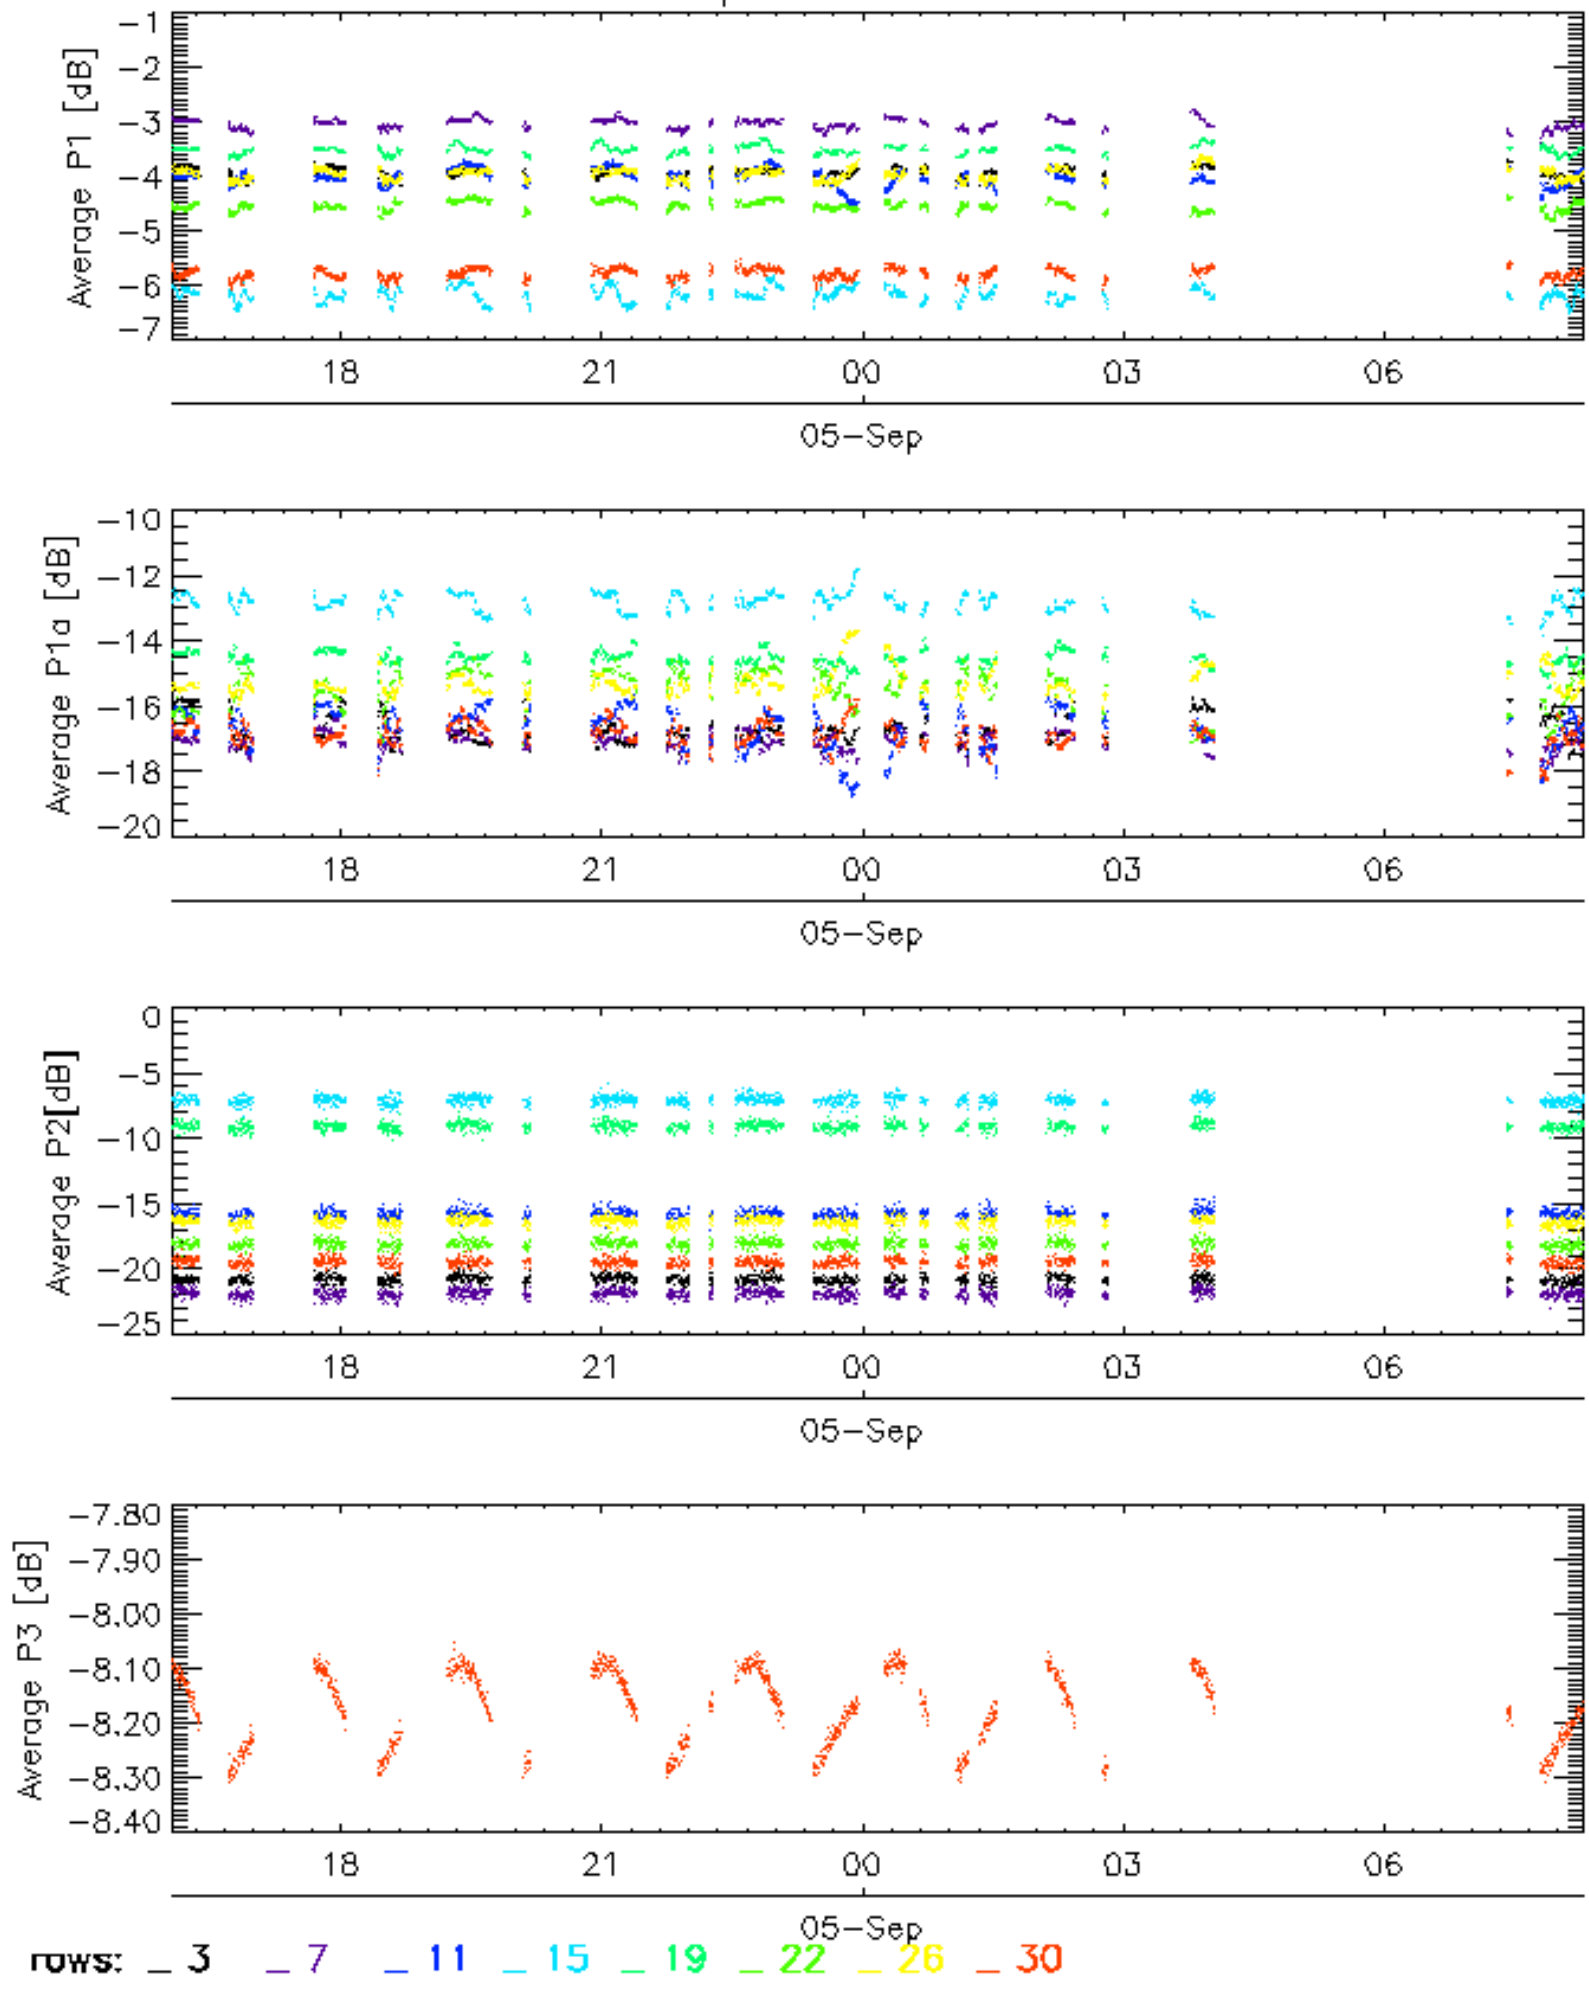 Average P1 [dB]
-1
-2
-3
-4
-5
-6
-7
18 21 00 03 06
05-Sep
Average P1a [dB]
-10
-12
-14
-16
-18
-20
18 21 00 03 06
05-Sep
Average P2[dB]
0
-5
-10
-15
-20
-25
18 21 00 03 06
05-Sep
Average P3 [dB]
-7.80
-7.90
-8.00
-8.10
-8.20
-8.30
-8.40
18 21 00 03 06
05-Sep
rows: _ 3 _ 7 _ 11 _ 15 _ 19 _ 22 _ 26 _ 30